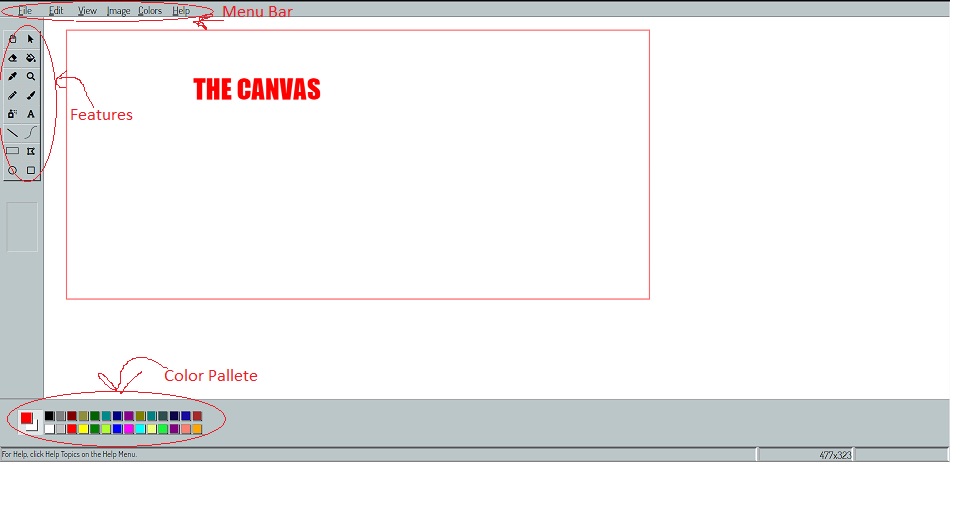 File Edit View Image Colors Help Menu Bar
THE CANVAS
Features
A
Color Pallete
For Help, click Help Topics on the Help Menu. 477x323